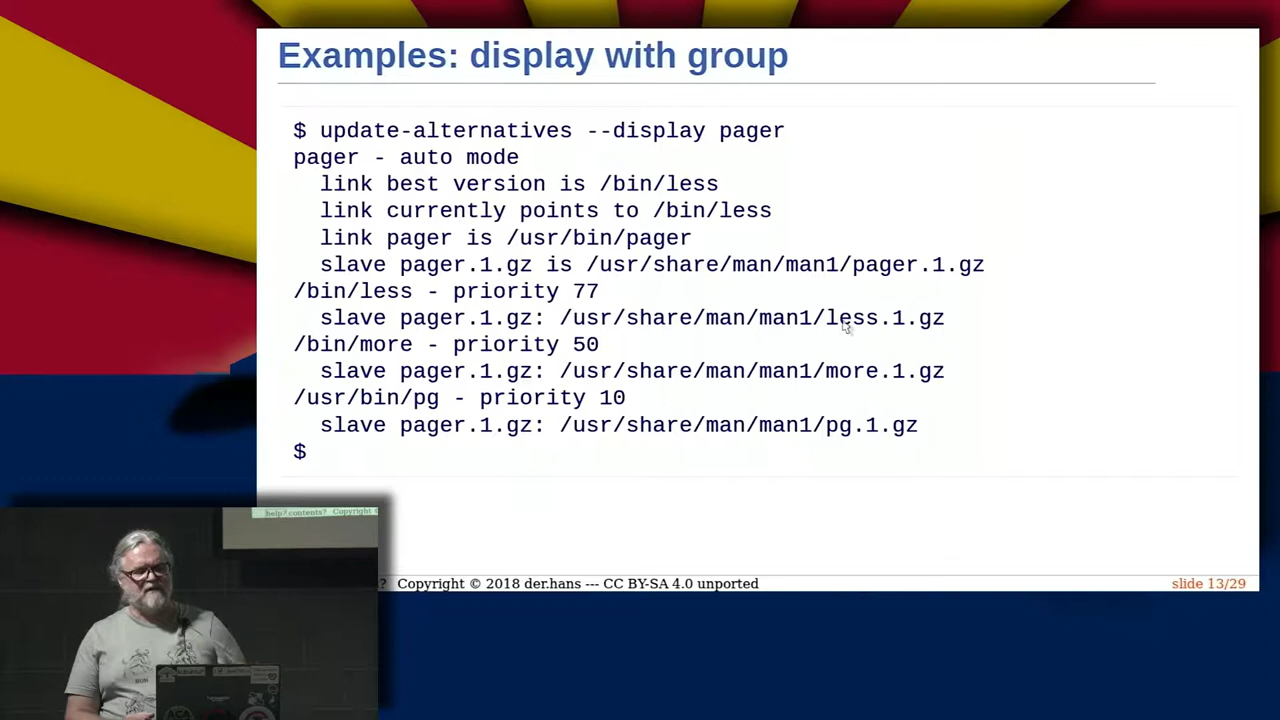 Examples: display with group
$ update-alternatives --display pager
pager - auto mode
link best version is /bin/less
link currently points to /bin/less
link pager is /usr/bin/pager
slave pager.1.gz is /usr/share/man/man1/pager.1.gz
/bin/less - priority 77
slave pager.1.gz: /usr/share/man/man1/less.1.gz
/bin/more - priority 50
slave pager.1.gz: /usr/share/man/man1/more.1.gz
/usr/bin/pg - priority 10
slave pager.1.gz: /usr/share/man/man1/pg.1.gz
$
help? contents? Copyright ©
? Copyright © 2018 der.hans --- CC BY-SA 4.0 unported
slide 13/29